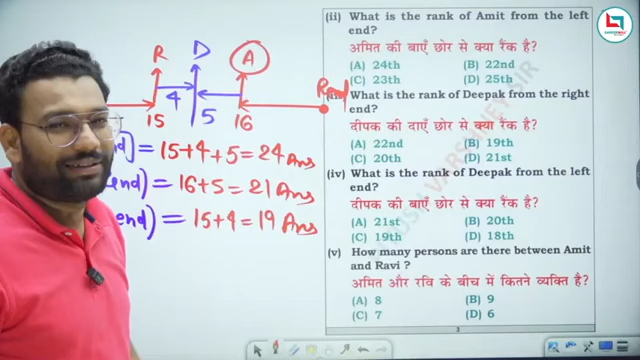 R D A
4 5
15 16
Rend
end) = 15+4+5 = 24 Ans
end) = 16+5 = 21 Ans
end) = 15+4 = 19 Ans
(ii) What is the rank of Amit from the left
end?
अमित की बाएँ छोर से क्या रैंक है?
(A) 24th (B) 22nd
(C) 23th (D) 25th
What is the rank of Deepak from the right
end?
दीपक की दाएँ छोर से क्या रैंक है?
(A) 22nd (B) 19th
(C) 20th (D) 21st
(iv) What is the rank of Deepak from the left
end?
दीपक की बाएँ छोर से क्या रैंक है?
(A) 21st (B) 20th
(C) 19th (D) 18th
(v) How many persons are there between Amit
and Ravi ?
अमित और रवि के बीच में कितने व्यक्ति है?
(A) 8 (B) 9
(C) 7 (D) 6